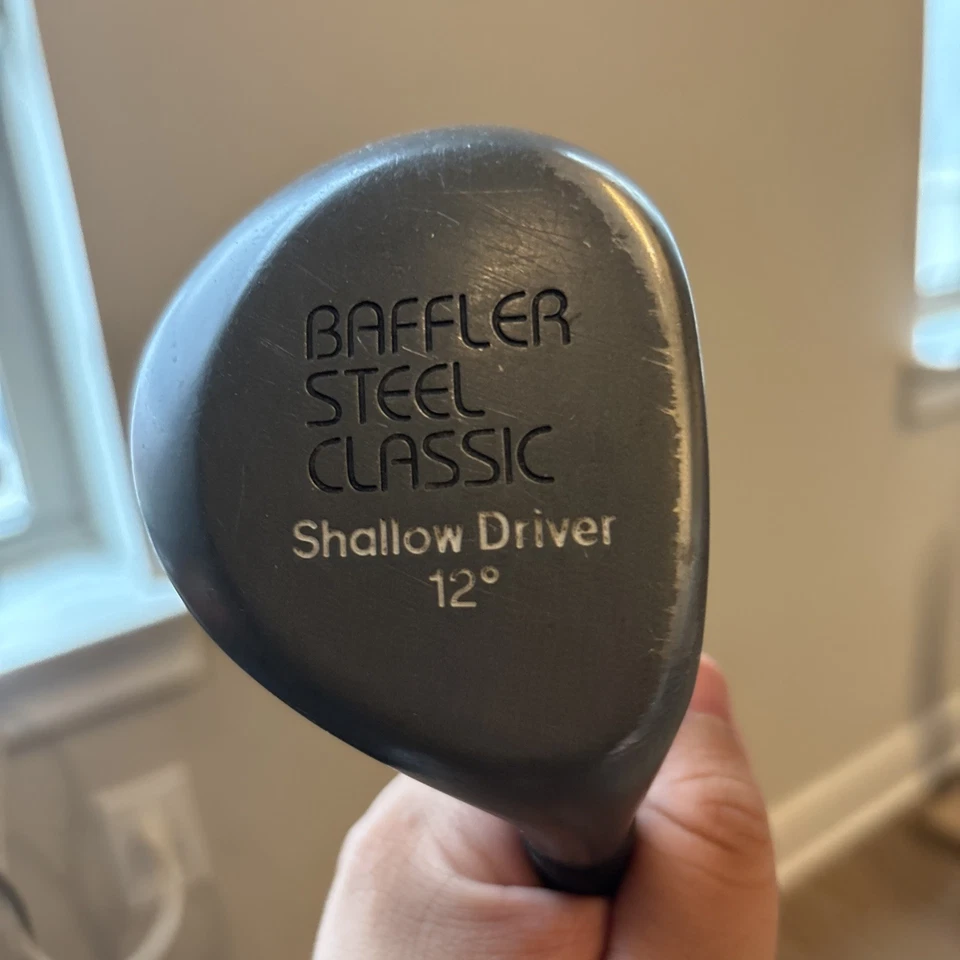 BAFFLER
STEEL
CLASSIC
Shallow Driver
12°